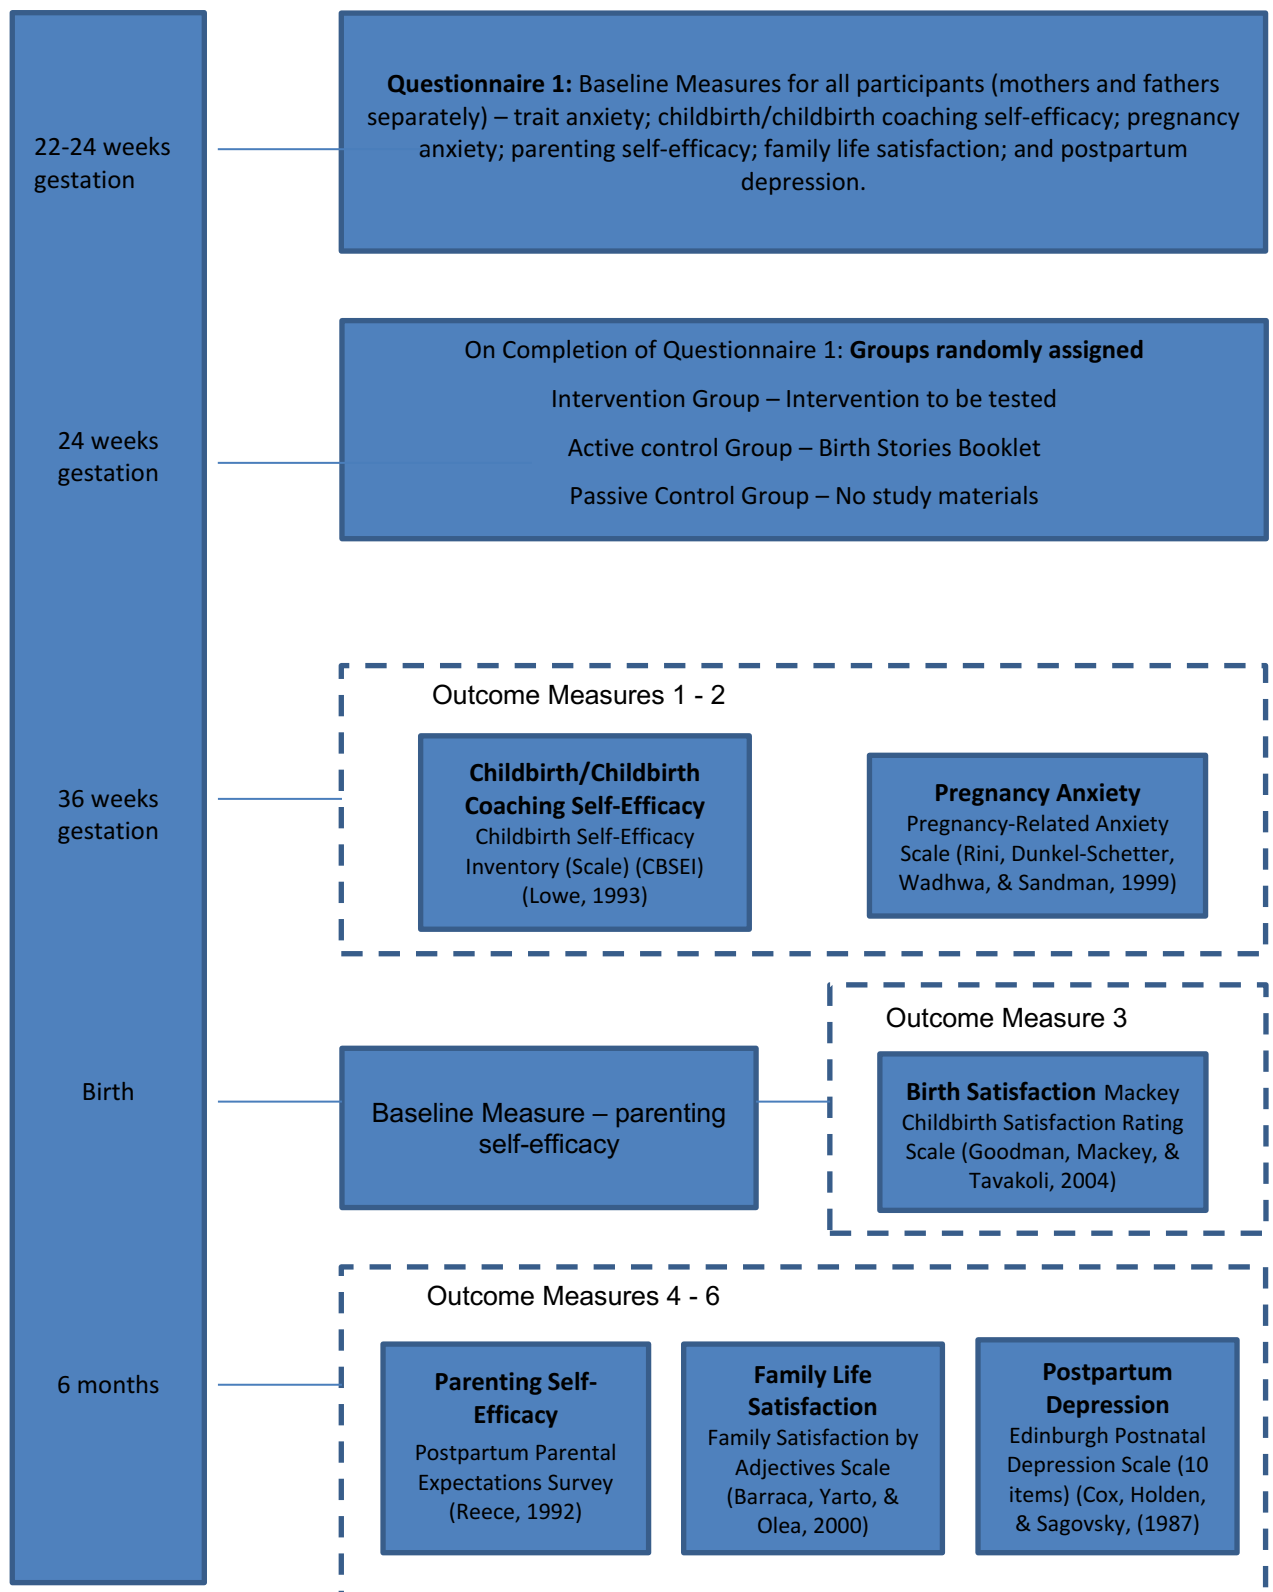 22-24 weeks
gestation
Questionnaire 1: Baseline Measures for all participants (mothers and fathers
separately) – trait anxiety; childbirth/childbirth coaching self-efficacy; pregnancy
anxiety; parenting self-efficacy; family life satisfaction; and postpartum
depression.
24 weeks
gestation
On Completion of Questionnaire 1: Groups randomly assigned
Intervention Group – Intervention to be tested
Active control Group – Birth Stories Booklet
Passive Control Group – No study materials
36 weeks
gestation
Outcome Measures 1 - 2
Childbirth/Childbirth
Coaching Self-Efficacy
Childbirth Self-Efficacy
Inventory (Scale) (CBSEI)
(Lowe, 1993)
Pregnancy Anxiety
Pregnancy-Related Anxiety
Scale (Rini, Dunkel-Schetter,
Wadhwa, & Sandman, 1999)
Birth
Baseline Measure – parenting
self-efficacy
Outcome Measure 3
Birth Satisfaction Mackey
Childbirth Satisfaction Rating
Scale (Goodman, Mackey, &
Tavakoli, 2004)
6 months
Outcome Measures 4 - 6
Parenting Self-
Efficacy
Postpartum Parental
Expectations Survey
(Reece, 1992)
Family Life
Satisfaction
Family Satisfaction by
Adjectives Scale
(Barraca, Yarto, &
Olea, 2000)
Postpartum
Depression
Edinburgh Postnatal
Depression Scale (10
items) (Cox, Holden,
& Sagovsky, (1987)